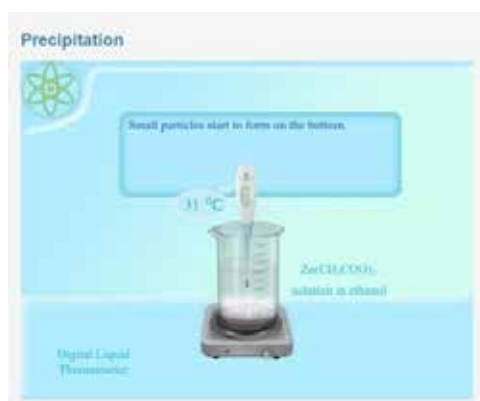 Precipitation
Small particles start to form on the bottom.
31 °C
Zn(CH₃COO)₂
solution in ethanol
Digital Liquid
Thermometer